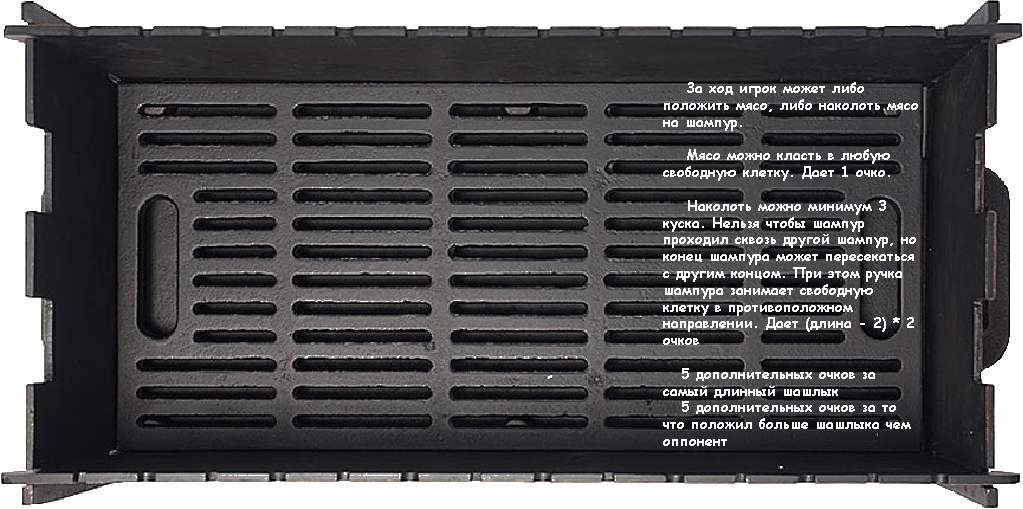 За ход игрок может либо
положить мясо, либо наколоть мясо
на шампур.
Мясо можно класть в любую
свободную клетку. Дает 1 очко.
Наколоть можно минимум 3
куска. Нельзя чтобы шампур
проходил сквозь другой шампур, но
конец шампура может пересекаться
с другим концом. При этом ручка
шампура занимает свободную
клетку в противоположном
направлении. Дает (длина - 2) * 2
очков
5 дополнительных очков за
самый длинный шашлык
5 дополнительных очков за то
что положил больше шашлыка чем
оппонент